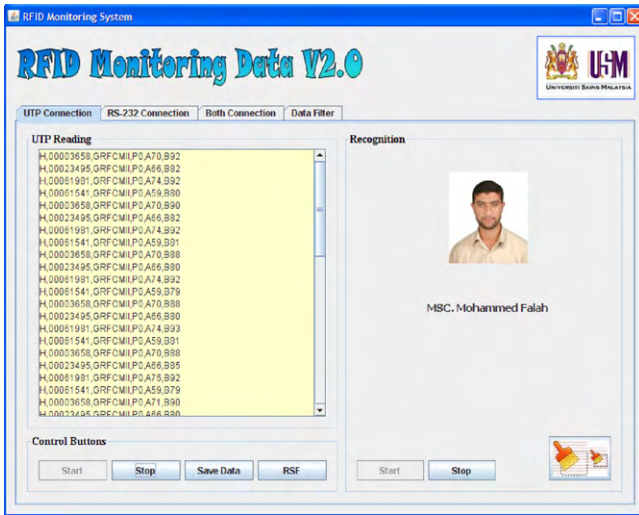 RFID Monitoring System
RFID Monitoring Data V2.0
USM
UNIVERSITI SAINS MALAYSIA
UTP Connection
RS-232 Connection
Both Connection
Data Filter
UTP Reading
H,00003658,GRFCMII,P0,A70,B92
H,00023495,GRFCMII,P0,A66,B82
H,00061981,GRFCMII,P0,A74,B92
H,00061541,GRFCMII,P0,A59,B80
H,00003658,GRFCMII,P0,A70,B90
H,00023495,GRFCMII,P0,A66,B82
H,00061981,GRFCMII,P0,A74,B92
H,00061541,GRFCMII,P0,A59,B81
H,00003658,GRFCMII,P0,A70,B88
H,00023495,GRFCMII,P0,A66,B80
H,00061981,GRFCMII,P0,A74,B92
H,00061541,GRFCMII,P0,A59,B79
H,00003658,GRFCMII,P0,A70,B88
H,00023495,GRFCMII,P0,A66,B80
H,00061981,GRFCMII,P0,A74,B93
H,00061541,GRFCMII,P0,A59,B81
H,00003658,GRFCMII,P0,A70,B88
H,00023495,GRFCMII,P0,A66,B85
H,00061981,GRFCMII,P0,A75,B92
H,00061541,GRFCMII,P0,A59,B79
H,00003658,GRFCMII,P0,A71,B90
H,00023495,GRFCMII,P0,A66,B80
Control Buttons
Start
Stop
Save Data
RSF
Recognition
MSC. Mohammed Falah
Start
Stop